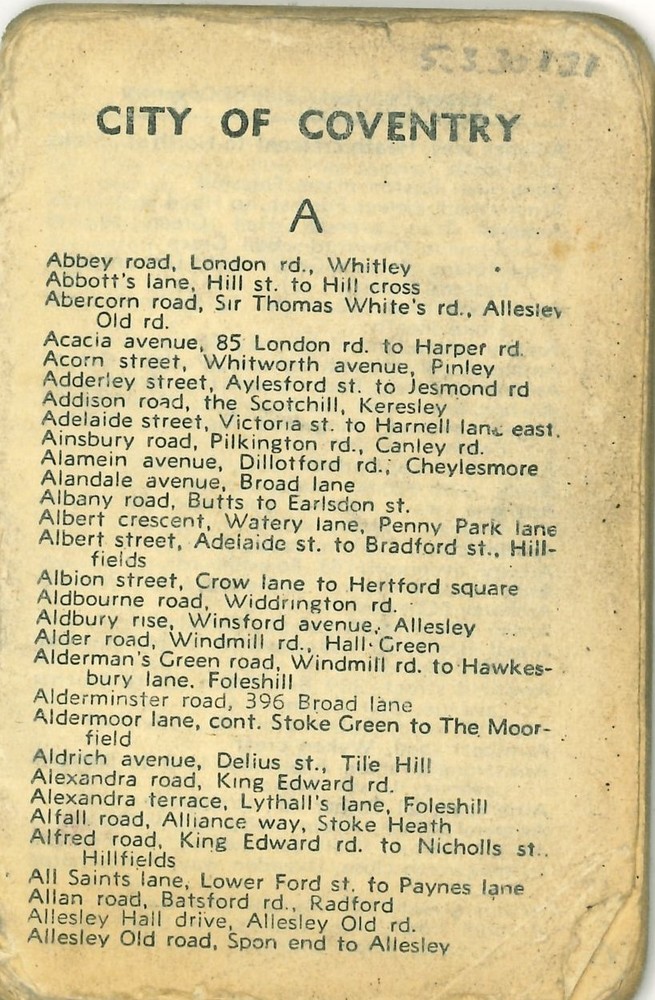 CITY OF COVENTRY
A
Abbey road, London rd., Whitley
Abbott's lane, Hill st. to Hill cross
Abercorn road, Sir Thomas White's rd., Allesley
Old rd.
Acacia avenue, 85 London rd. to Harper rd.
Acorn street, Whitworth avenue, Pinley
Adderley street, Aylesford st. to Jesmond rd
Addison road, the Scotchill, Keresley
Adelaide street, Victoria st. to Harnell lane east.
Ainsbury road, Pilkington rd., Canley rd.
Alamein avenue, Dillotford rd., Cheylesmore
Alandale avenue, Broad lane
Albany road, Butts to Earlsdon st.
Albert crescent, Watery lane, Penny Park lane
Albert street, Adelaide st. to Bradford st., Hill-
fields
Albion street, Crow lane to Hertford square
Aldbourne road, Widdrington rd.
Aldbury rise, Winsford avenue, Allesley
Alder road, Windmill rd., Hall Green
Alderman's Green road, Windmill rd. to Hawkes-
bury lane. Foleshill
Alderminster road, 396 Broad lane
Aldermoor lane, cont. Stoke Green to The Moor-
field
Aldrich avenue, Delius st., Tile Hill
Alexandra road, King Edward rd.
Alexandra terrace, Lythall's lane, Foleshill
Alfall road, Alliance way, Stoke Heath
Alfred road, King Edward rd. to Nicholls st..
Hillfields
All Saints lane, Lower Ford st. to Paynes lane
Allan road, Batsford rd., Radford
Allesley Hall drive, Allesley Old rd.
Allesley Old road, Spon end to Allesley